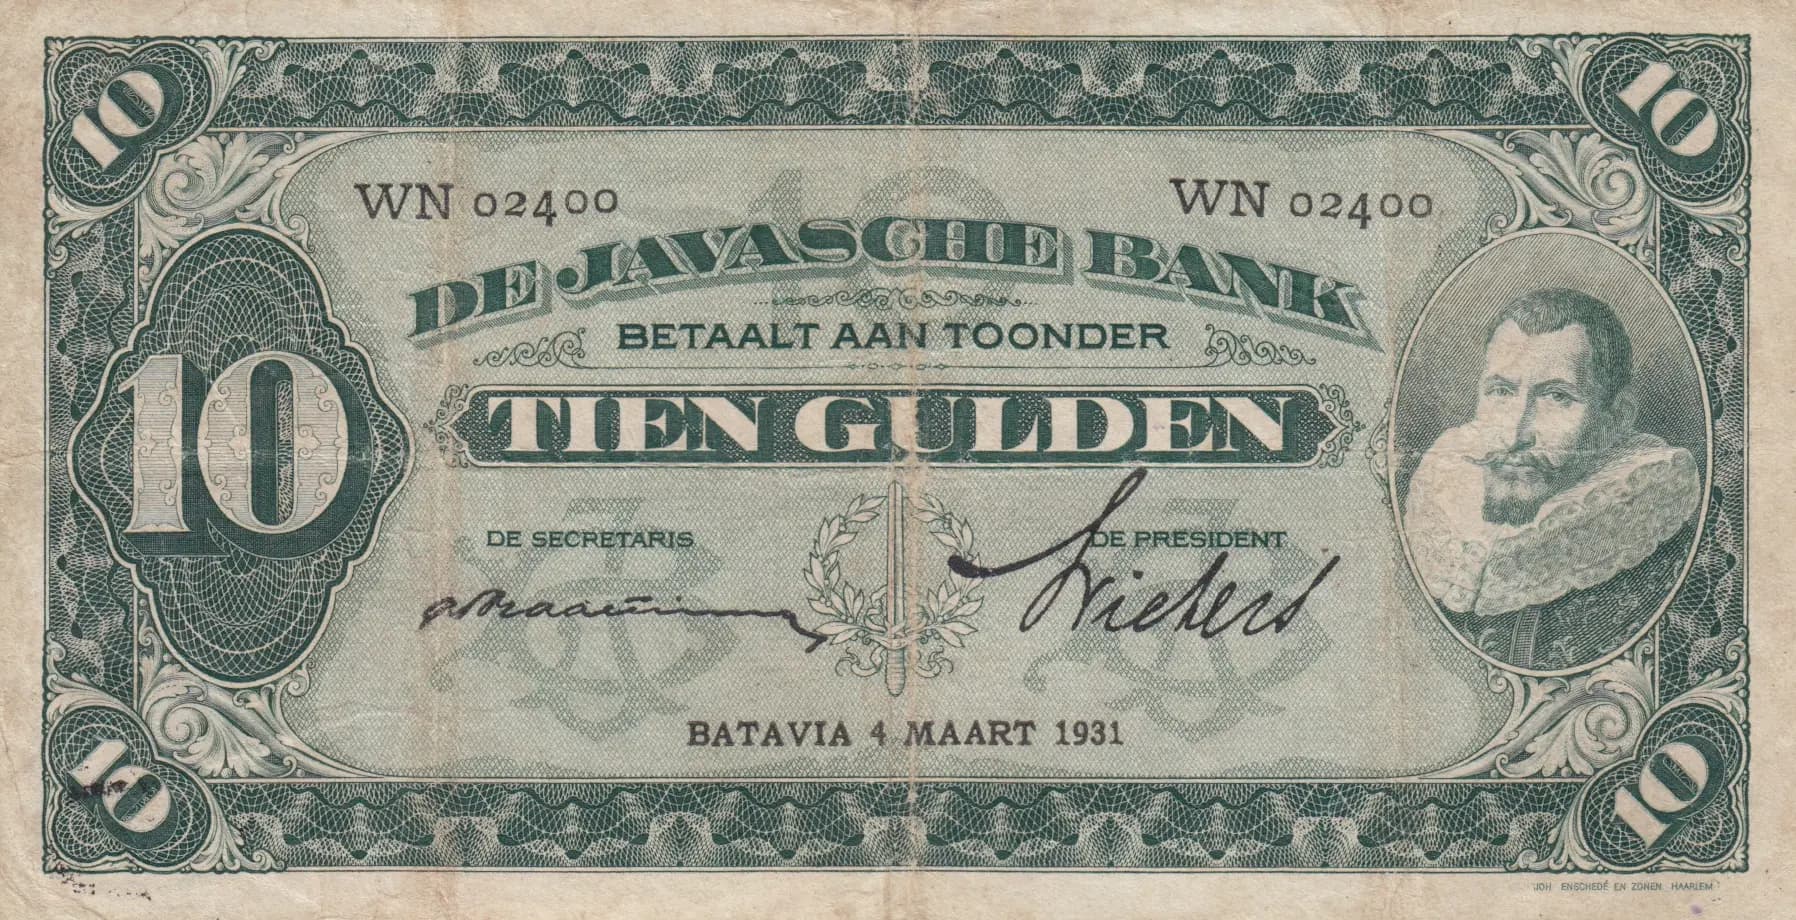 10 10
WN 02400 WN 02400
DE JAVASCHE BANK
BETAALT AAN TOONDER
10 TIEN GULDEN
DE SECRETARIS DE PRESIDENT
BATAVIA 4 MAART 1931
10 10
JOH. ENSCHEDÉ EN ZONEN HAARLEM